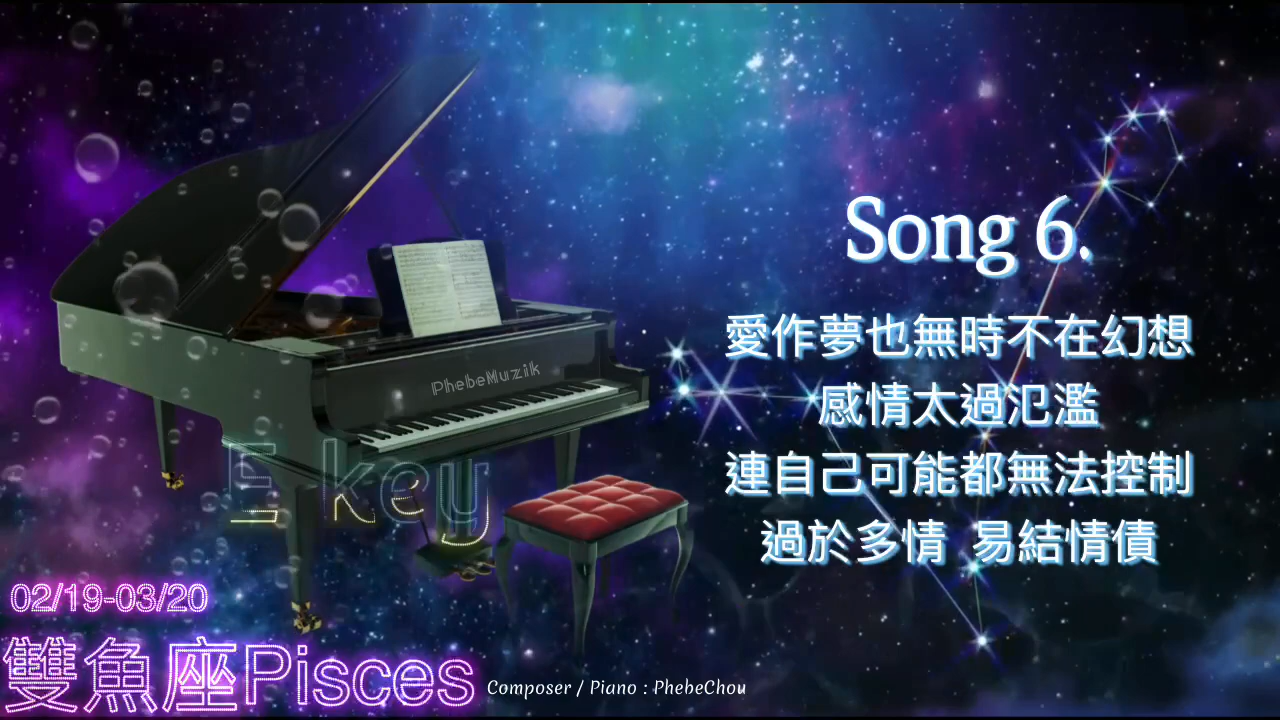 Song 6.
愛作夢也無時不在幻想
感情太過氾濫
連自己可能都無法控制
過於多情 易結情債
PhebeMuzik
E key
02/19-03/20
雙魚座Pisces
Composer / Piano : PhebeChou